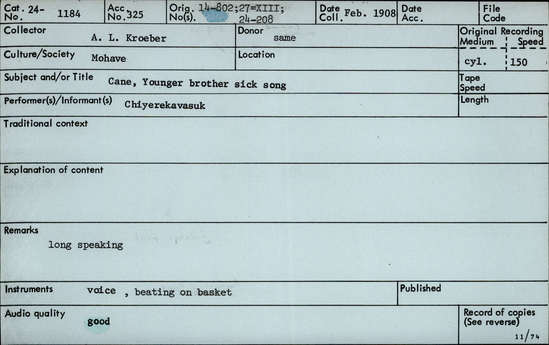 Cat. 24- No. 1184 Acc No. 325 Orig. No(s). 14-802;27=XIII; 24-208 Date Coll. Feb. 1908 Date Acc. File Code
Collector A. L. Kroeber Donor same Original Recording Medium Speed
Culture/Society Mohave Location cyl. 150
Subject and/or Title Cane, Younger brother sick song Tape Speed
Performer(s)/Informant(s) Chiyerekavasuk Length
Traditional context
Explanation of content
Remarks
long speaking
Instruments voice , beating on basket Published
Audio quality good Record of copies (See reverse)
11/74